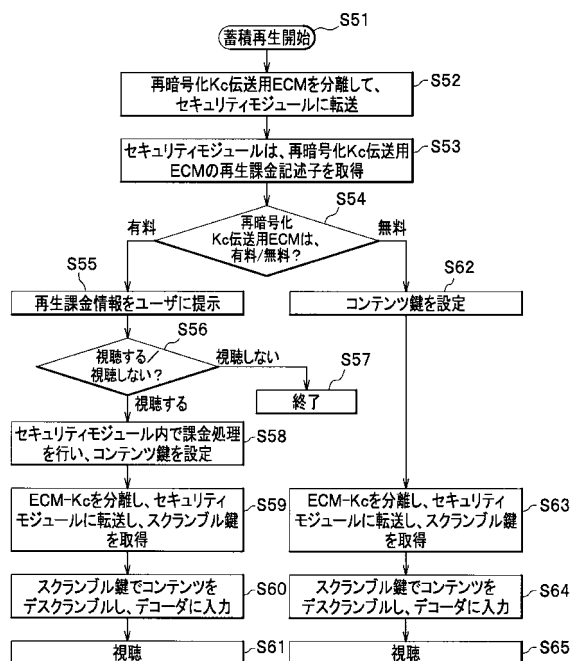 蓄積再生開始
S51
再暗号化Kc伝送用ECMを分離して、
セキュリティモジュールに転送
S52
セキュリティモジュールは、再暗号化Kc伝送用
ECMの再生課金記述子を取得
S53
S54
再暗号化
Kc伝送用ECMは、
有料/無料?
有料
無料
S55
再生課金情報をユーザに提示
S62
コンテンツ鍵を設定
S56
視聴する/
視聴しない?
視聴しない
視聴する
S57
終了
セキュリティモジュール内で課金処理
を行い、コンテンツ鍵を設定
S58
ECM-Kcを分離し、セキュリティ
モジュールに転送し、スクランブル鍵
を取得
S59
ECM-Kcを分離し、セキュリティ
モジュールに転送し、スクランブル鍵
を取得
S63
スクランブル鍵でコンテンツを
デスクランブルし、デコーダに入力
S60
スクランブル鍵でコンテンツを
デスクランブルし、デコーダに入力
S64
視聴
S61
視聴
S65